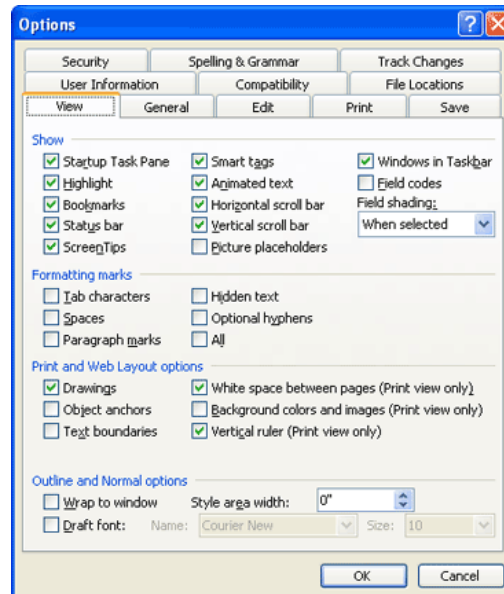 Options
Security Spelling & Grammar Track Changes
User Information Compatibility File Locations
View General Edit Print Save
Show
Startup Task Pane Smart tags Windows in Taskbar
Highlight Animated text Field codes
Bookmarks Horizontal scroll bar Field shading:
Status bar Vertical scroll bar When selected
ScreenTips Picture placeholders
Formatting marks
Tab characters Hidden text
Spaces Optional hyphens
Paragraph marks All
Print and Web Layout options
Drawings White space between pages (Print view only)
Object anchors Background colors and images (Print view only)
Text boundaries Vertical ruler (Print view only)
Outline and Normal options
Wrap to window Style area width: 0"
Draft font: Name: Courier New Size: 10
OK Cancel